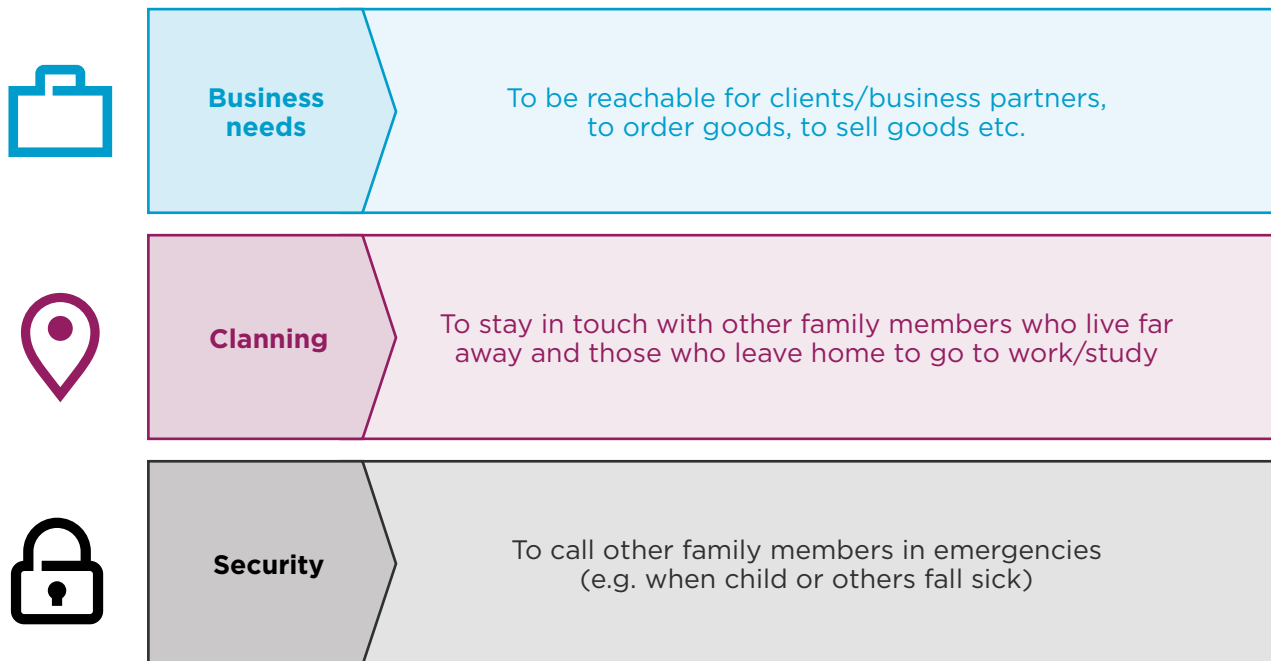 Business
needs
To be reachable for clients/business partners,
to order goods, to sell goods etc.
Clanning
To stay in touch with other family members who live far
away and those who leave home to go to work/study
Security
To call other family members in emergencies
(e.g. when child or others fall sick)